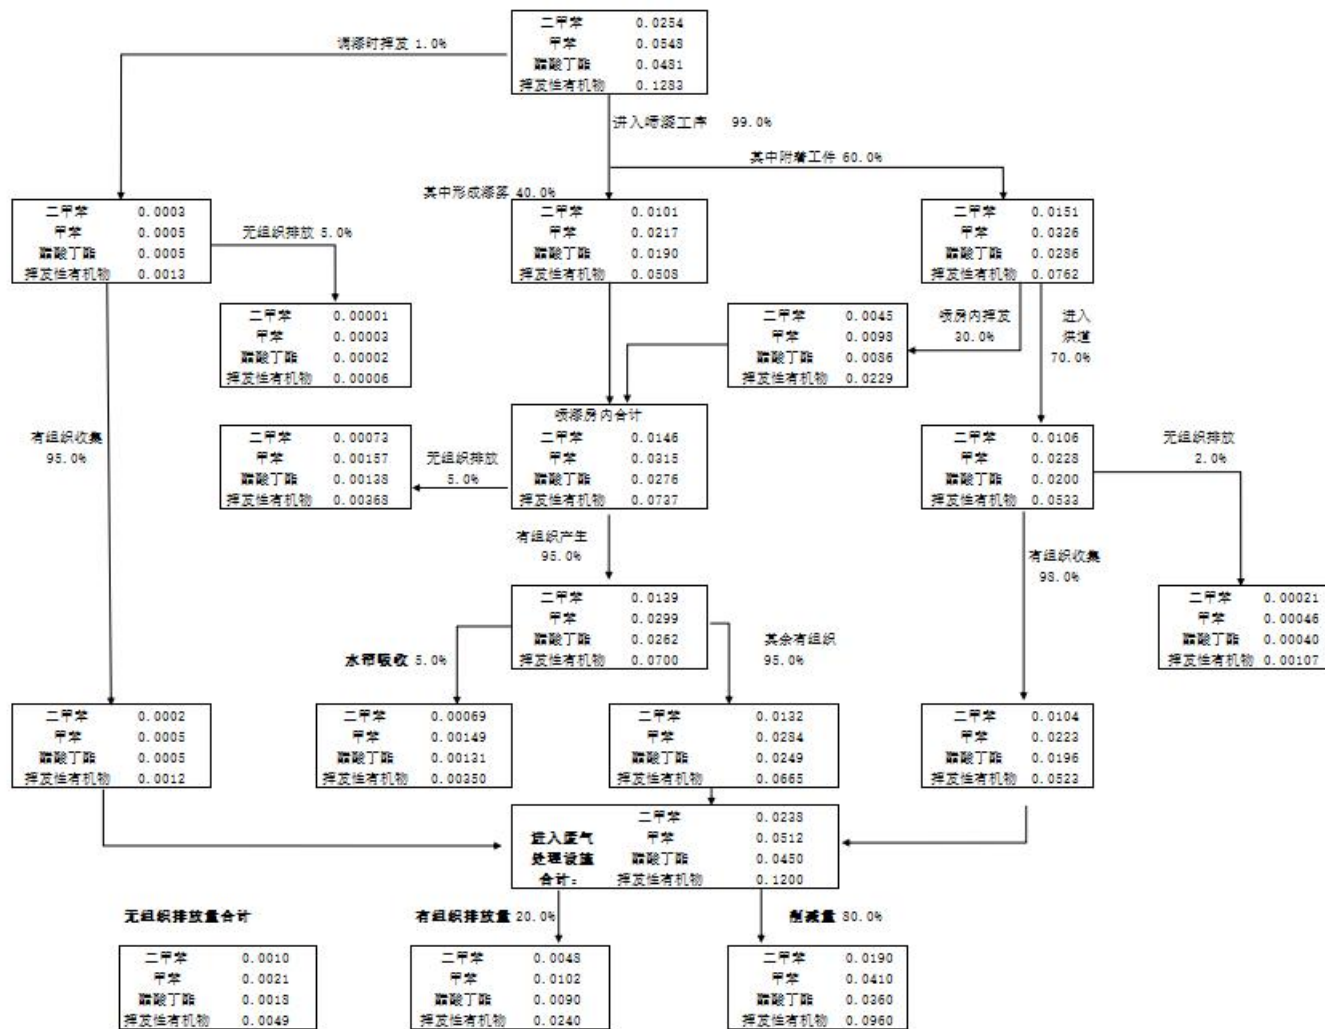 二甲苯 0.0254
甲苯 0.0548
醋酸丁酯 0.0481
挥发性有机物 0.1283
调漆时挥发 1.0%
进入喷漆工序 99.0%
其中附着工件 60.0%
其中形成漆雾 40.0%
二甲苯 0.0003
甲苯 0.0005
醋酸丁酯 0.0005
挥发性有机物 0.0013
无组织排放 5.0%
二甲苯 0.0101
甲苯 0.0217
醋酸丁酯 0.0190
挥发性有机物 0.0508
二甲苯 0.0151
甲苯 0.0326
醋酸丁酯 0.0286
挥发性有机物 0.0762
二甲苯 0.00001
甲苯 0.00003
醋酸丁酯 0.00002
挥发性有机物 0.00006
二甲苯 0.0045
甲苯 0.0098
醋酸丁酯 0.0086
挥发性有机物 0.0229
喷房内挥发
30.0%
进入
烘道
70.0%
有组织收集
95.0%
二甲苯 0.00073
甲苯 0.00157
醋酸丁酯 0.00138
挥发性有机物 0.00368
无组织排放
5.0%
喷漆房内合计
二甲苯 0.0146
甲苯 0.0315
醋酸丁酯 0.0276
挥发性有机物 0.0737
二甲苯 0.0106
甲苯 0.0228
醋酸丁酯 0.0200
挥发性有机物 0.0533
无组织排放
2.0%
有组织产生
95.0%
有组织收集
98.0%
二甲苯 0.0139
甲苯 0.0299
醋酸丁酯 0.0262
挥发性有机物 0.0700
二甲苯 0.00021
甲苯 0.00046
醋酸丁酯 0.00040
挥发性有机物 0.00107
水帘吸收 5.0%
其余有组织
95.0%
二甲苯 0.0002
甲苯 0.0005
醋酸丁酯 0.0005
挥发性有机物 0.0012
二甲苯 0.00069
甲苯 0.00149
醋酸丁酯 0.00131
挥发性有机物 0.00350
二甲苯 0.0132
甲苯 0.0284
醋酸丁酯 0.0249
挥发性有机物 0.0665
二甲苯 0.0104
甲苯 0.0223
醋酸丁酯 0.0196
挥发性有机物 0.0523
二甲苯 0.0238
进入废气 甲苯 0.0512
处理设施 醋酸丁酯 0.0450
合计: 挥发性有机物 0.1200
无组织排放量合计
有组织排放量 20.0%
削减量 80.0%
二甲苯 0.0010
甲苯 0.0021
醋酸丁酯 0.0018
挥发性有机物 0.0049
二甲苯 0.0048
甲苯 0.0102
醋酸丁酯 0.0090
挥发性有机物 0.0240
二甲苯 0.0190
甲苯 0.0410
醋酸丁酯 0.0360
挥发性有机物 0.0960